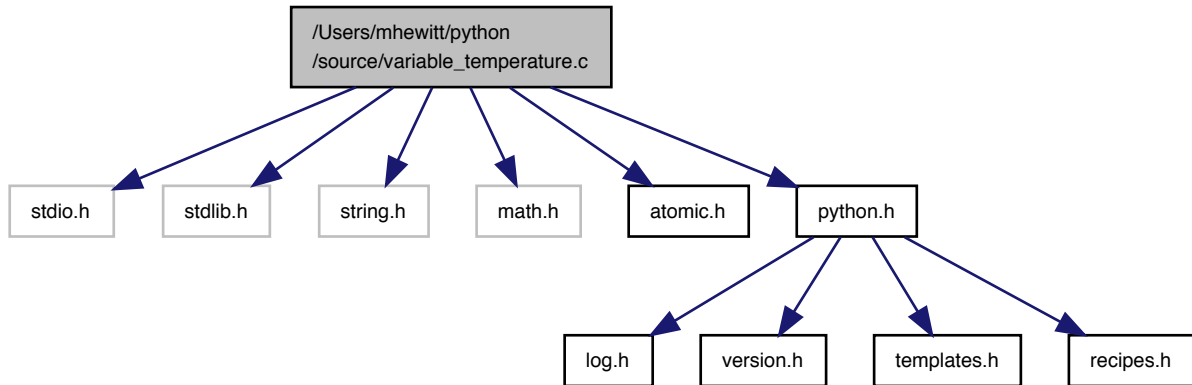 /Users/mhewitt/python
/source/variable_temperature.c
stdio.h
stdlib.h
string.h
math.h
atomic.h
python.h
log.h
version.h
templates.h
recipes.h